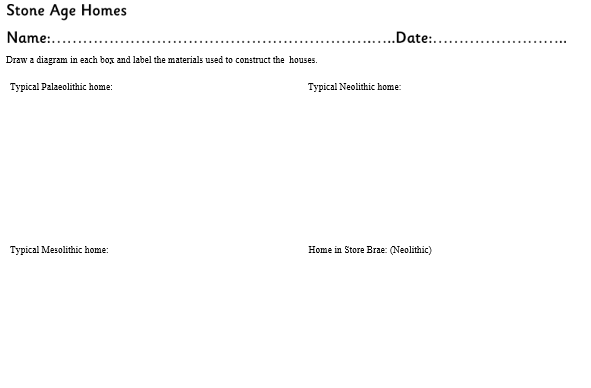 Stone Age Homes
Name:……………………………………………………………….…..Date:……………………..
Draw a diagram in each box and label the materials used to construct the  houses.
Typical Palaeolithic home:
Typical Neolithic home:
Typical Mesolithic home:
Home in Store Brae: (Neolithic)